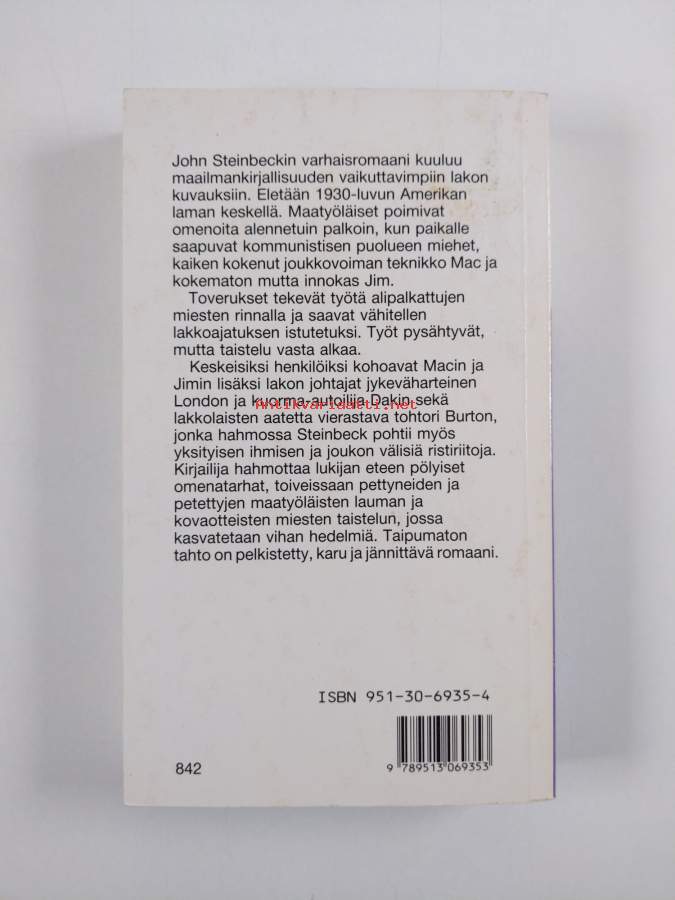 John Steinbeckin varhaisromaani kuuluu
maailmankirjallisuuden vaikuttavimpiin lakon
kuvauksiin. Eletään 1930-luvun Amerikan
laman keskellä. Maatyöläiset poimivat
omenoita alennetuin palkoin, kun paikalle
saapuvat kommunistisen puolueen miehet,
kaiken kokenut joukkovoiman teknikko Mac ja
kokematon mutta innokas Jim.
Toverukset tekevät työtä alipalkattujen
miesten rinnalla ja saavat vähitellen
lakkoajatuksen istutetuksi. Työt pysähtyvät,
mutta taistelu vasta alkaa.
Keskeisiksi henkilöiksi kohoavat Macin ja
Jimin lisäksi lakon johtajat jykeväharteinen
London ja kuorma-autoilija Dakin sekä
Antikvariaatti.net
lakkolaisten aatetta vierastava tohtori Burton,
jonka hahmossa Steinbeck pohtii myös
yksityisen ihmisen ja joukon välisiä ristiriitoja.
Kirjailija hahmottaa lukijan eteen pölyiset
omenatarhat, toiveissaan pettyneiden ja
petettyjen maatyöläisten lauman ja
kovaotteisten miesten taistelun, jossa
kasvatetaan vihan hedelmiä. Taipumaton
tahto on pelkistetty, karu ja jännittävä romaani.
ISBN 951-30-6935-4
9 789513 069353
842